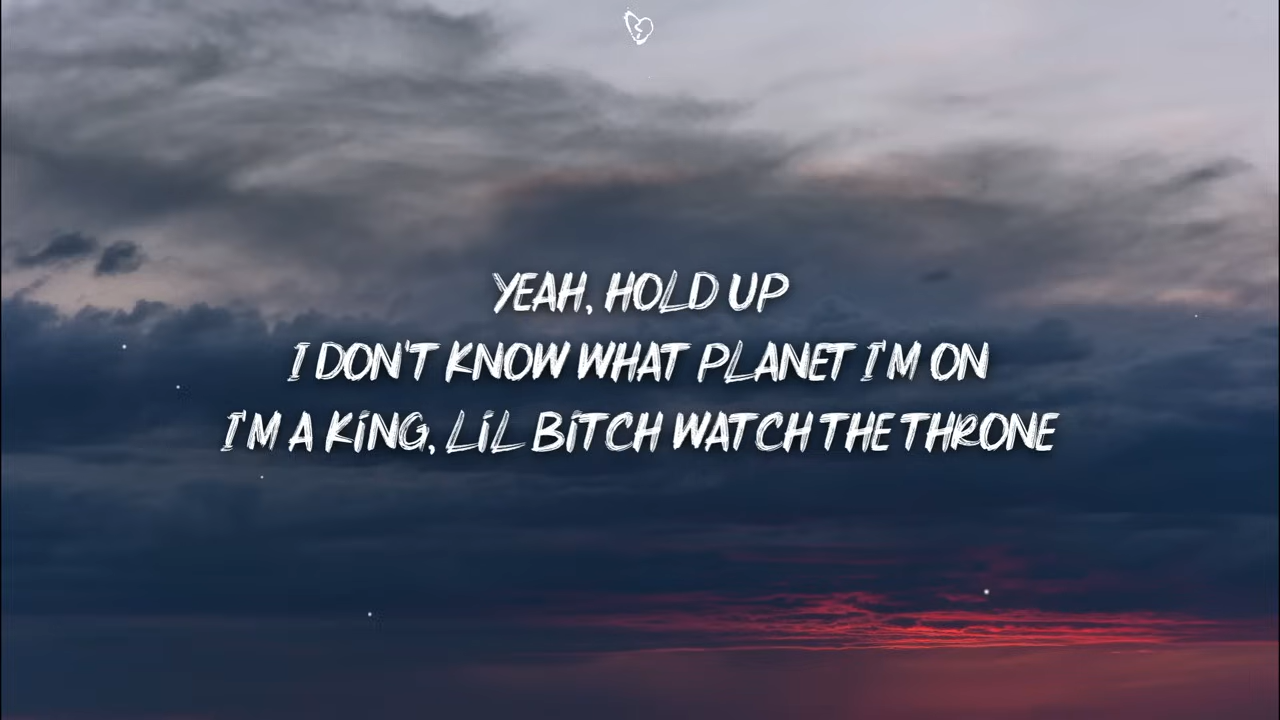 YEAH, HOLD UP
I DON'T KNOW WHAT PLANET I'M ON
I'M A KING, LIL BITCH WATCH THE THRONE